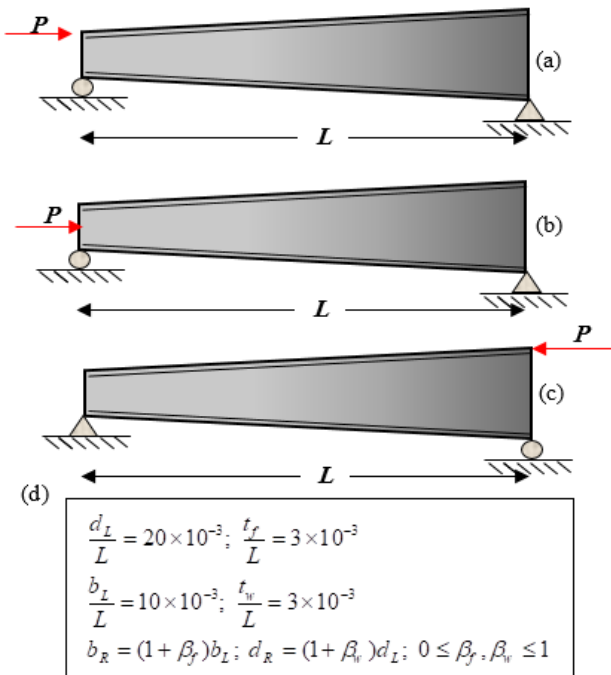 P
(a)
L
P
(b)
L
P
(c)
L
(d)
d_L/L = 20×10⁻³; t_f/L = 3×10⁻³
b_L/L = 10×10⁻³; t_w/L = 3×10⁻³
b_R = (1+β_f)b_L; d_R = (1+β_w)d_L; 0 ≤ β_f, β_w ≤ 1